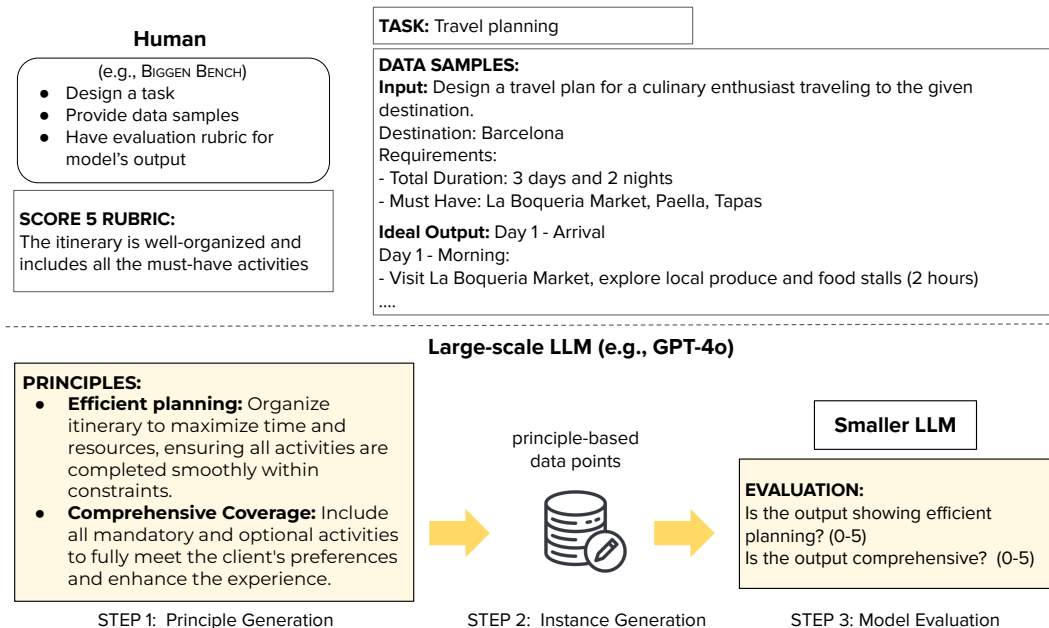 Human
(e.g., BIGGEN BENCH)
● Design a task
● Provide data samples
● Have evaluation rubric for
model's output
SCORE 5 RUBRIC:
The itinerary is well-organized and
includes all the must-have activities
TASK: Travel planning
DATA SAMPLES:
Input: Design a travel plan for a culinary enthusiast traveling to the given
destination.
Destination: Barcelona
Requirements:
- Total Duration: 3 days and 2 nights
- Must Have: La Boqueria Market, Paella, Tapas
Ideal Output: Day 1 - Arrival
Day 1 - Morning:
- Visit La Boqueria Market, explore local produce and food stalls (2 hours)
....
Large-scale LLM (e.g., GPT-4o)
PRINCIPLES:
● Efficient planning: Organize
itinerary to maximize time and
resources, ensuring all activities are
completed smoothly within
constraints.
● Comprehensive Coverage: Include
all mandatory and optional activities
to fully meet the client's preferences
and enhance the experience.
STEP 1: Principle Generation
principle-based
data points
STEP 2: Instance Generation
Smaller LLM
EVALUATION:
Is the output showing efficient
planning? (0-5)
Is the output comprehensive? (0-5)
STEP 3: Model Evaluation